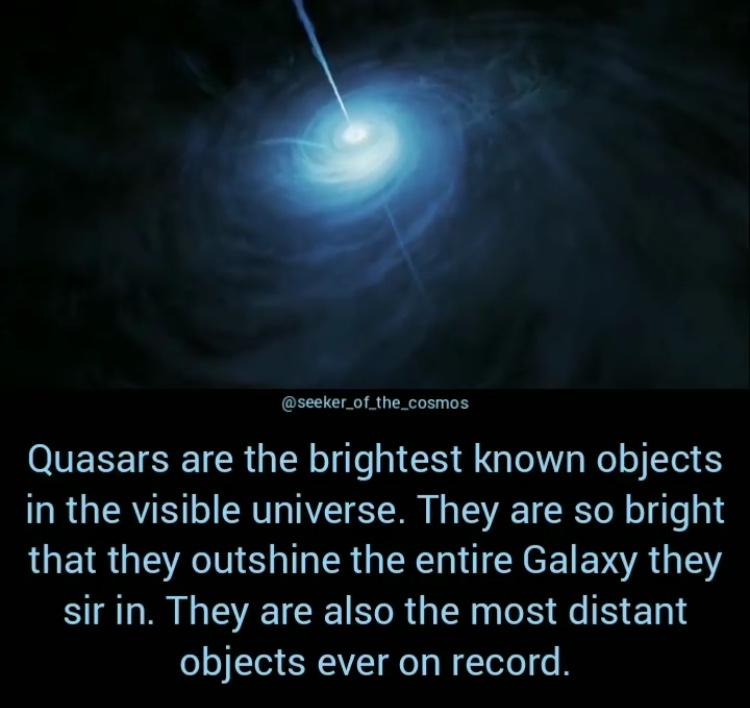 @seeker_of_the_cosmos
Quasars are the brightest known objects
in the visible universe. They are so bright
that they outshine the entire Galaxy they
sir in. They are also the most distant
objects ever on record.